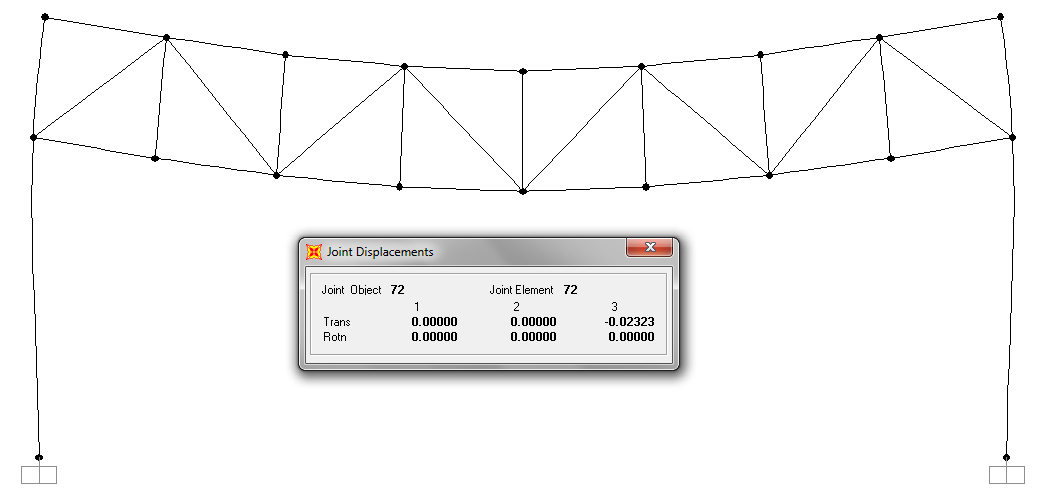 Joint Displacements
Joint Object 72 Joint Element 72
1 2 3
Trans 0.00000 0.00000 -0.02323
Rotn 0.00000 0.00000 0.00000